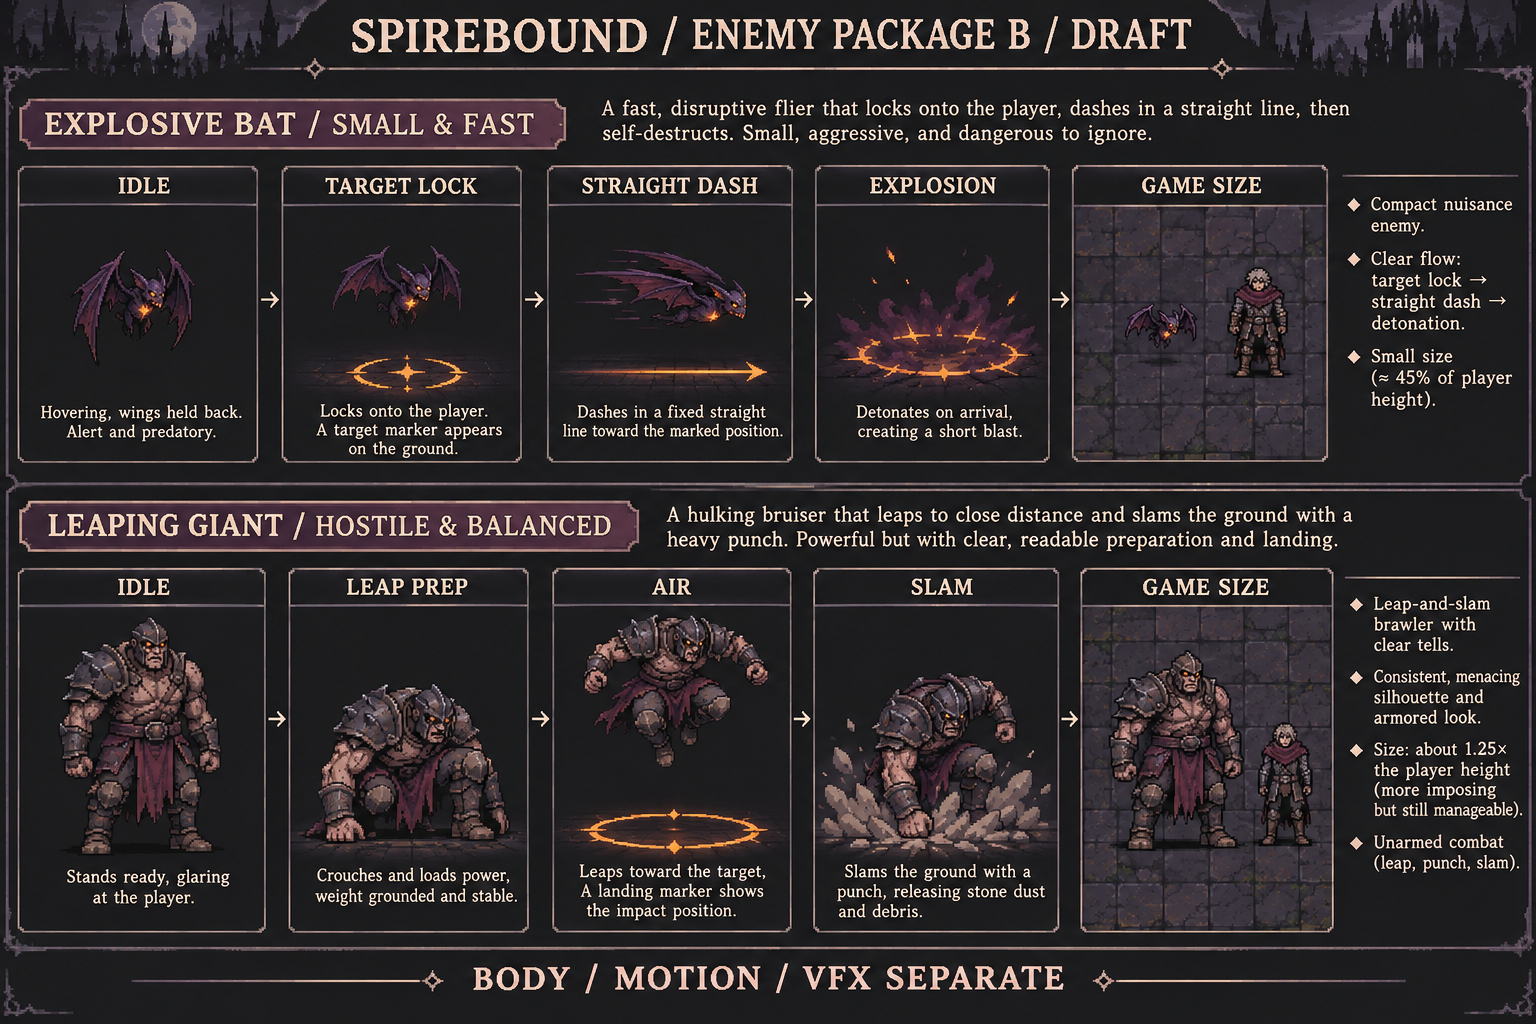 SPIREBOUND / ENEMY PACKAGE B / DRAFT
EXPLOSIVE BAT / SMALL & FAST
A fast, disruptive flier that locks onto the player, dashes in a straight line, then
self-destructs. Small, aggressive, and dangerous to ignore.
IDLE
Hovering, wings held back.
Alert and predatory.
→
TARGET LOCK
Locks onto the player.
A target marker appears
on the ground.
→
STRAIGHT DASH
Dashes in a fixed straight
line toward the marked position.
→
EXPLOSION
Detonates on arrival,
creating a short blast.
→
GAME SIZE
◆ Compact nuisance
enemy.
◆ Clear flow:
target lock →
straight dash →
detonation.
◆ Small size
(≈ 45% of player
height).
LEAPING GIANT / HOSTILE & BALANCED
A hulking bruiser that leaps to close distance and slams the ground with a
heavy punch. Powerful but with clear, readable preparation and landing.
IDLE
Stands ready, glaring
at the player.
→
LEAP PREP
Crouches and loads power,
weight grounded and stable.
→
AIR
Leaps toward the target,
A landing marker shows
the impact position.
→
SLAM
Slams the ground with a
punch, releasing stone dust
and debris.
→
GAME SIZE
◆ Leap-and-slam
brawler with
clear tells.
◆ Consistent, menacing
silhouette and
armored look.
◆ Size: about 1.25×
the player height
(more imposing
but still manageable).
◆ Unarmed combat
(leap, punch, slam).
BODY / MOTION / VFX SEPARATE